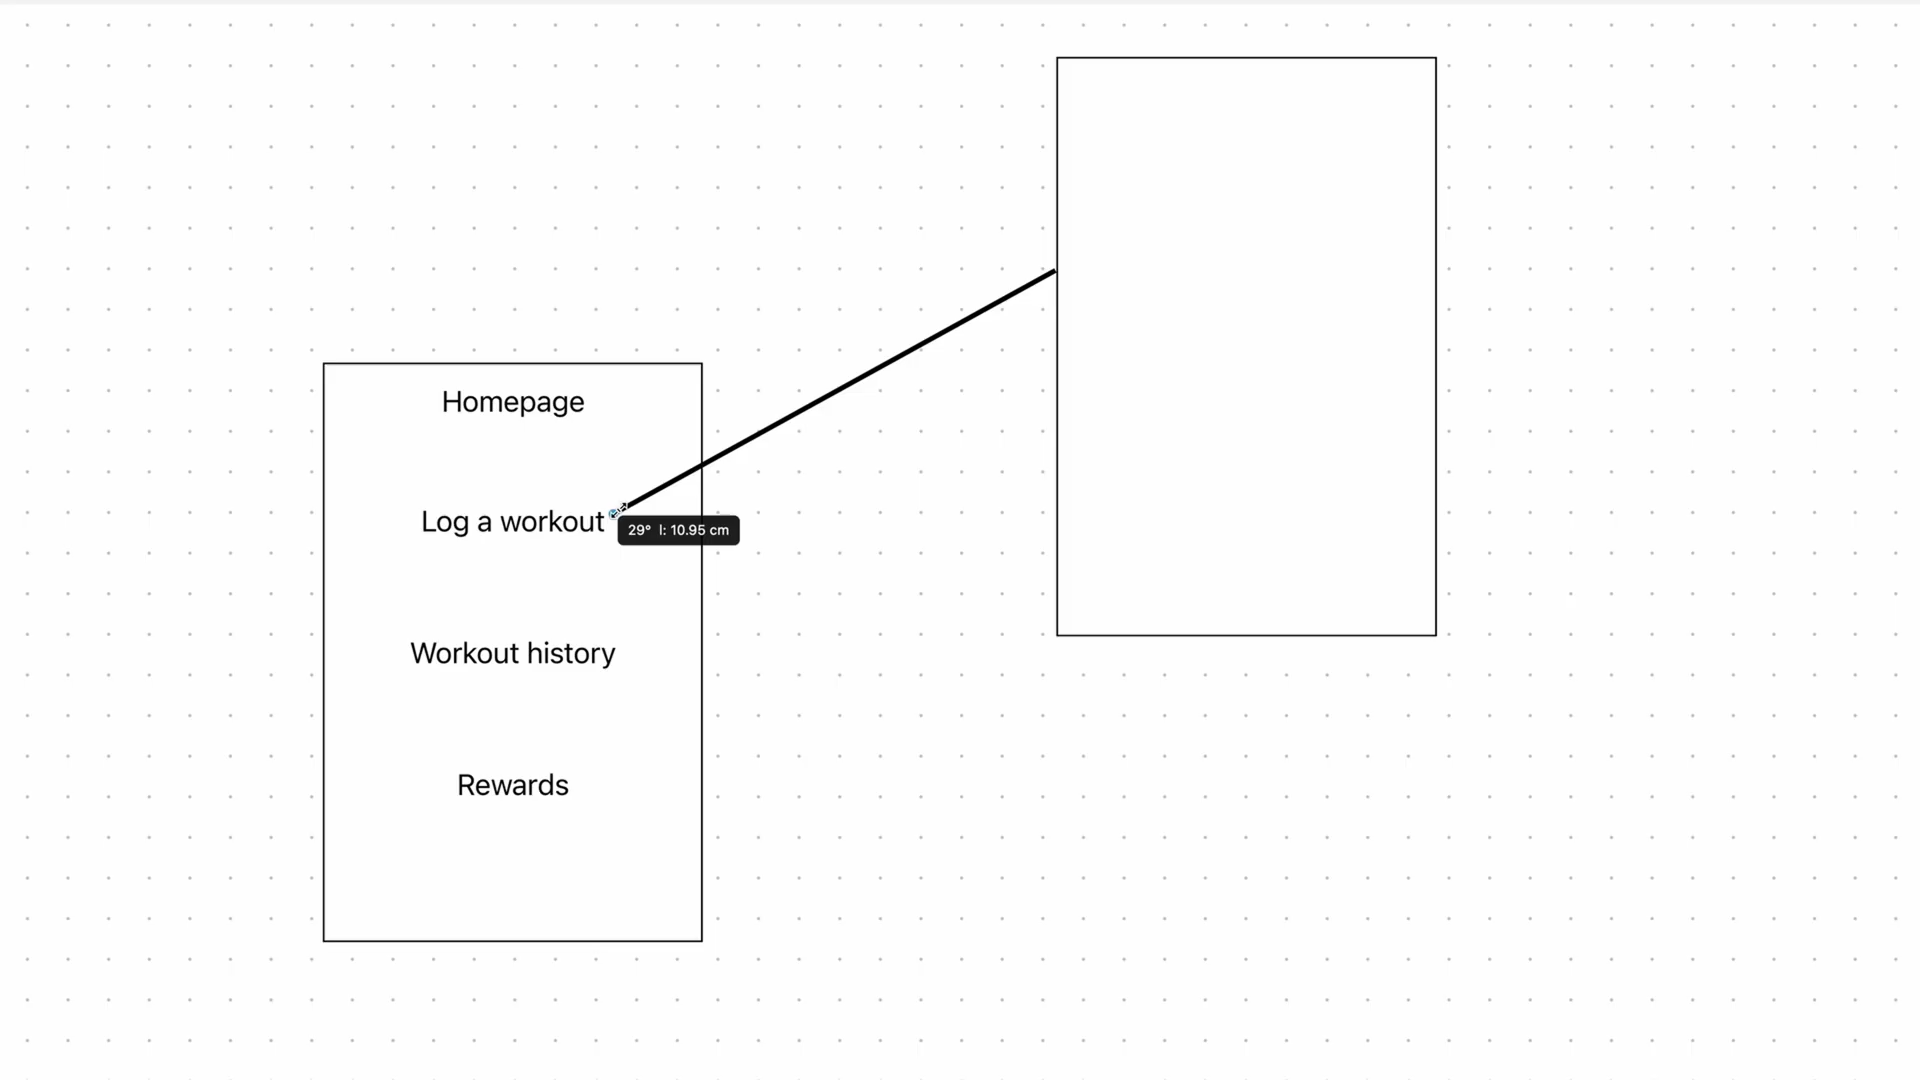 Homepage
Log a workout
29° l: 10.95 cm
Workout history
Rewards